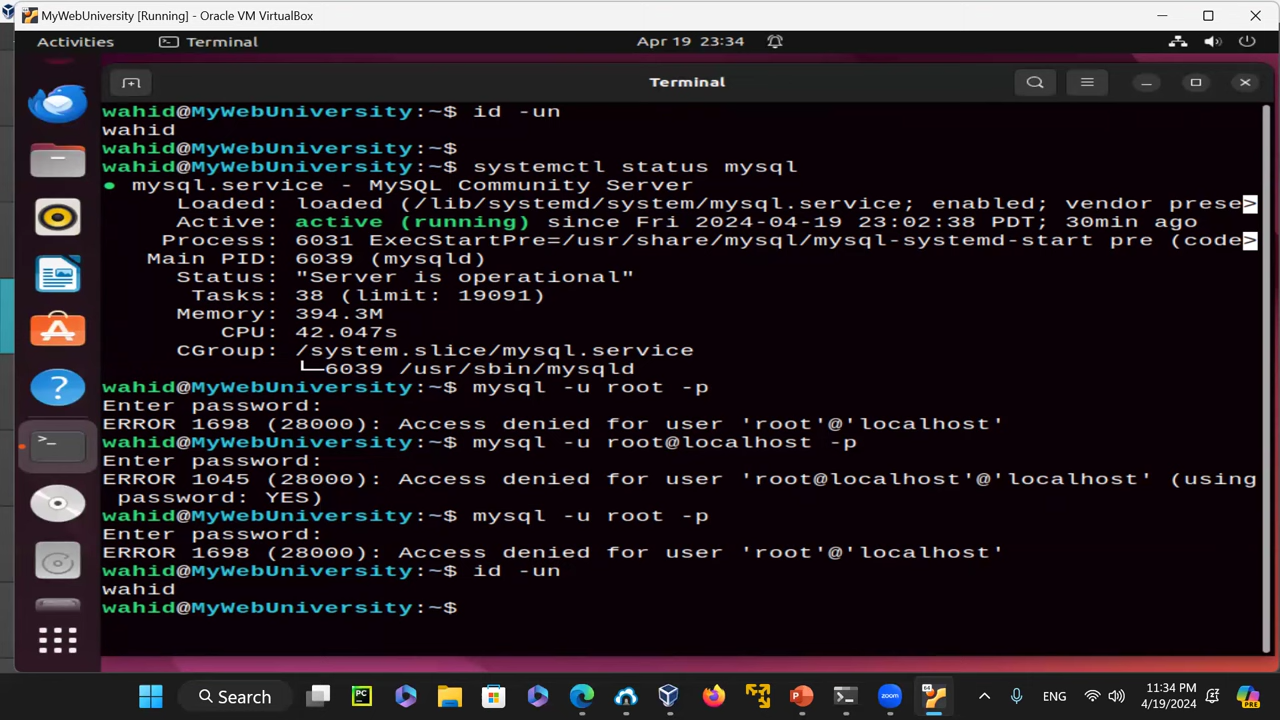 MyWebUniversity [Running] - Oracle VM VirtualBox
Activities Terminal Apr 19 23:34
Terminal
wahid@MyWebUniversity:~$ id -un
wahid
wahid@MyWebUniversity:~$
wahid@MyWebUniversity:~$ systemctl status mysql
● mysql.service - MySQL Community Server
Loaded: loaded (/lib/systemd/system/mysql.service; enabled; vendor prese>
Active: active (running) since Fri 2024-04-19 23:02:38 PDT; 30min ago
Process: 6031 ExecStartPre=/usr/share/mysql/mysql-systemd-start pre (code>
Main PID: 6039 (mysqld)
Status: "Server is operational"
Tasks: 38 (limit: 19091)
Memory: 394.3M
CPU: 42.047s
CGroup: /system.slice/mysql.service
└─6039 /usr/sbin/mysqld
wahid@MyWebUniversity:~$ mysql -u root -p
Enter password:
ERROR 1698 (28000): Access denied for user 'root'@'localhost'
wahid@MyWebUniversity:~$ mysql -u root@localhost -p
Enter password:
ERROR 1045 (28000): Access denied for user 'root@localhost'@'localhost' (using
password: YES)
wahid@MyWebUniversity:~$ mysql -u root -p
Enter password:
ERROR 1698 (28000): Access denied for user 'root'@'localhost'
wahid@MyWebUniversity:~$ id -un
wahid
wahid@MyWebUniversity:~$
Search PC zoom ENG 11:34 PM
4/19/2024 PRE